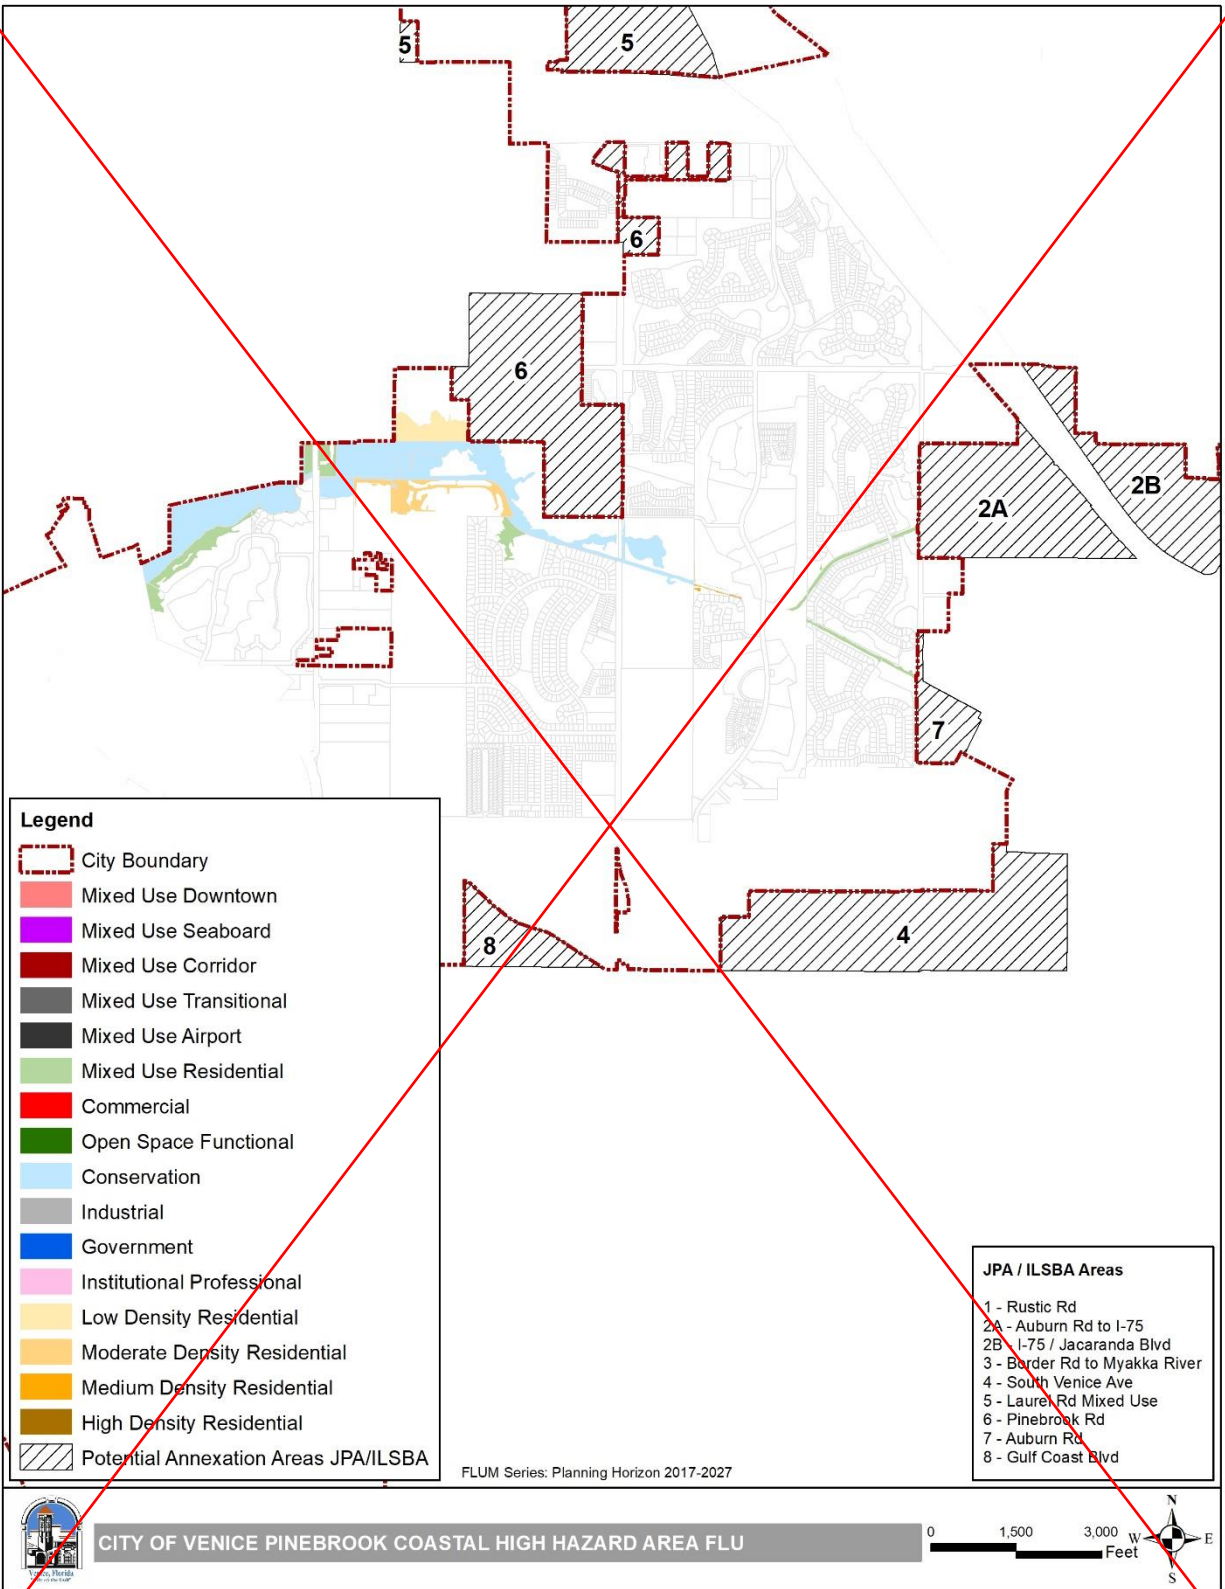 5
5
6
6
2A
2B
7
8
4
Legend
City Boundary
Mixed Use Downtown
Mixed Use Seaboard
Mixed Use Corridor
Mixed Use Transitional
Mixed Use Airport
Mixed Use Residential
Commercial
Open Space Functional
Conservation
Industrial
Government
Institutional Professional
Low Density Residential
Moderate Density Residential
Medium Density Residential
High Density Residential
Potential Annexation Areas JPA/ILSBA
FLUM Series: Planning Horizon 2017-2027
JPA / ILSBA Areas
1 - Rustic Rd
2A - Auburn Rd to I-75
2B - I-75 / Jacaranda Blvd
3 - Border Rd to Myakka River
4 - South Venice Ave
5 - Laurel Rd Mixed Use
6 - Pinebrook Rd
7 - Auburn Rd
8 - Gulf Coast Blvd
Venice, Florida
CITY OF VENICE PINEBROOK COASTAL HIGH HAZARD AREA FLU
0 1,500 3,000
Feet
N
W E
S